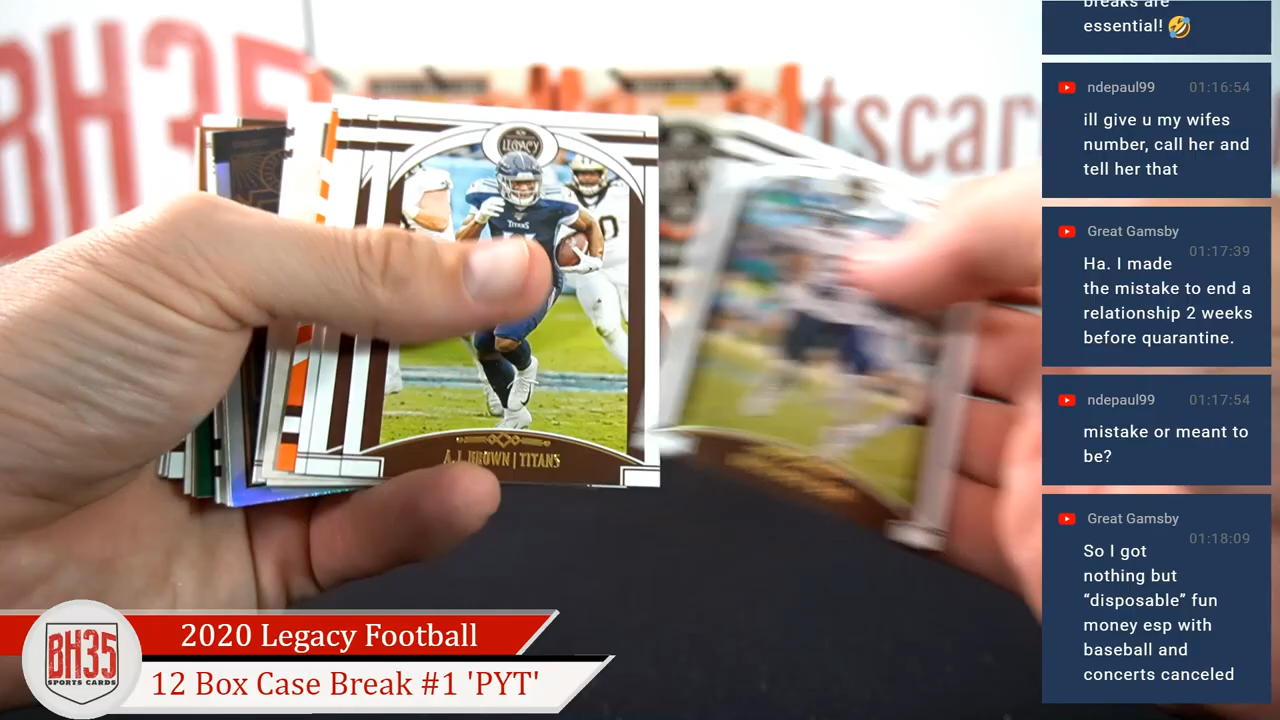 BH35
tscar
LEGACY
TITANS
A.J. BROWN | TITANS
breaks are
essential! 🤣
ndepaul99 01:16:54
ill give u my wifes
number, call her and
tell her that
Great Gamsby 01:17:39
Ha. I made
the mistake to end a
relationship 2 weeks
before quarantine.
ndepaul99 01:17:54
mistake or meant to
be?
Great Gamsby 01:18:09
So I got
nothing but
“disposable” fun
money esp with
baseball and
concerts canceled
BH35
SPORTS CARDS
2020 Legacy Football
12 Box Case Break #1 'PYT'